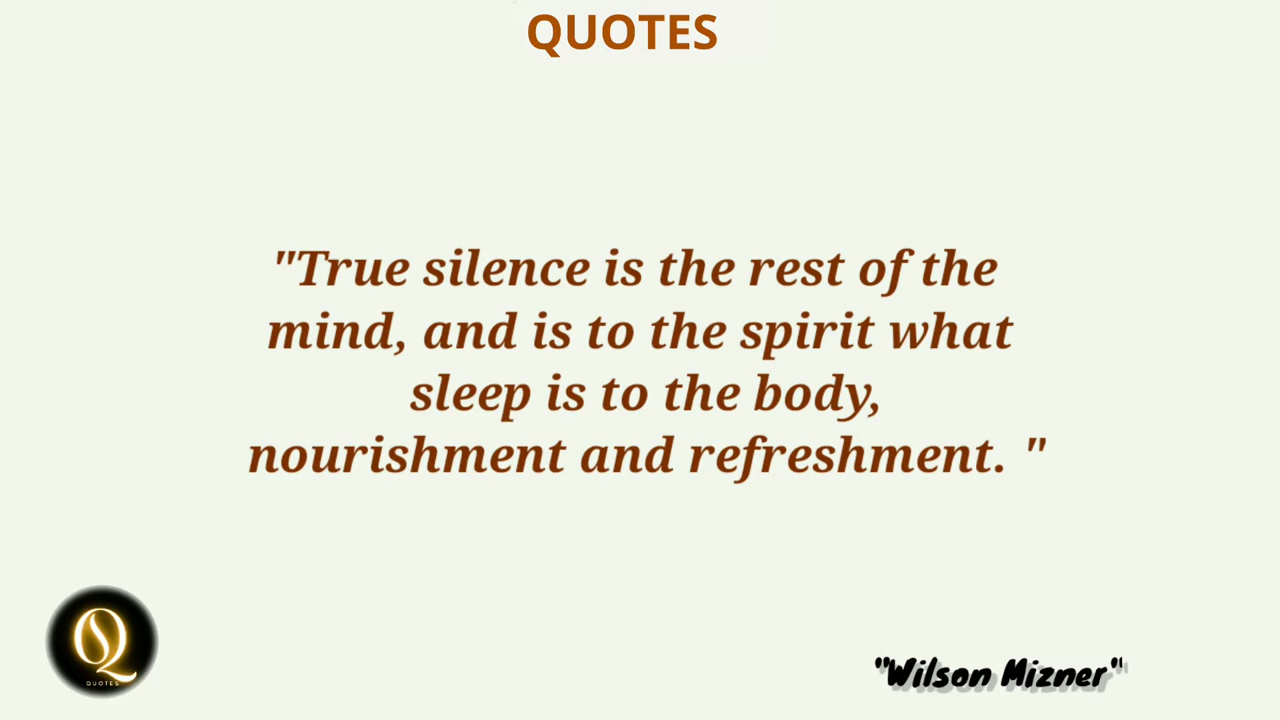 QUOTES
"True silence is the rest of the
mind, and is to the spirit what
sleep is to the body,
nourishment and refreshment. "
Q
QUOTES
"Wilson Mizner"